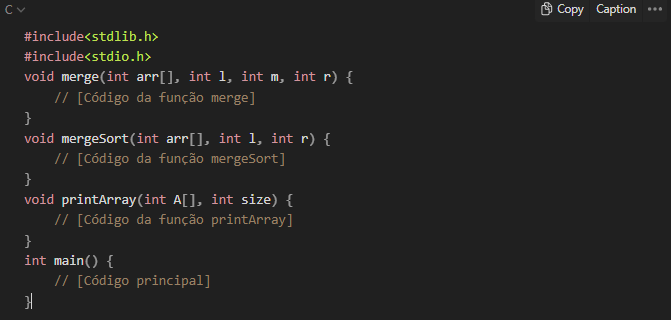 C
Copy Caption
#include<stdlib.h>
#include<stdio.h>
void merge(int arr[], int l, int m, int r) {
    // [Código da função merge]
}
void mergeSort(int arr[], int l, int r) {
    // [Código da função mergeSort]
}
void printArray(int A[], int size) {
    // [Código da função printArray]
}
int main() {
    // [Código principal]
}